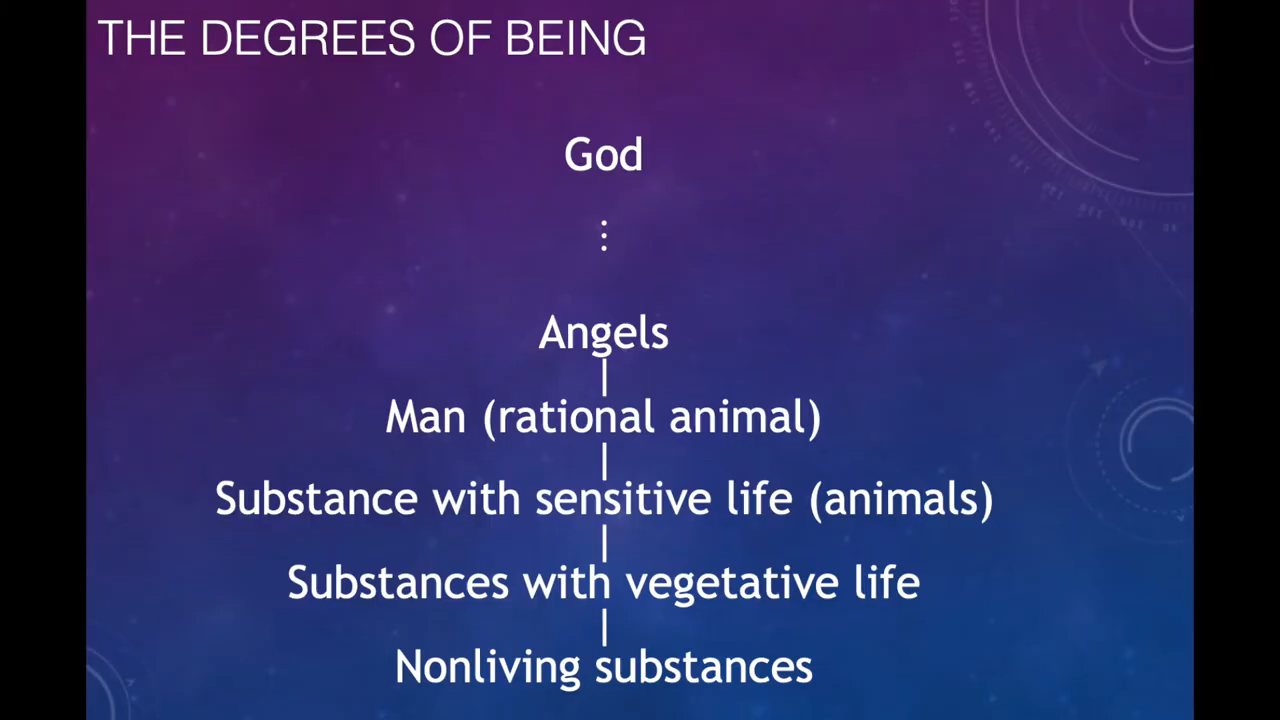 THE DEGREES OF BEING
God
⋮
Angels
Man (rational animal)
Substance with sensitive life (animals)
Substances with vegetative life
Nonliving substances